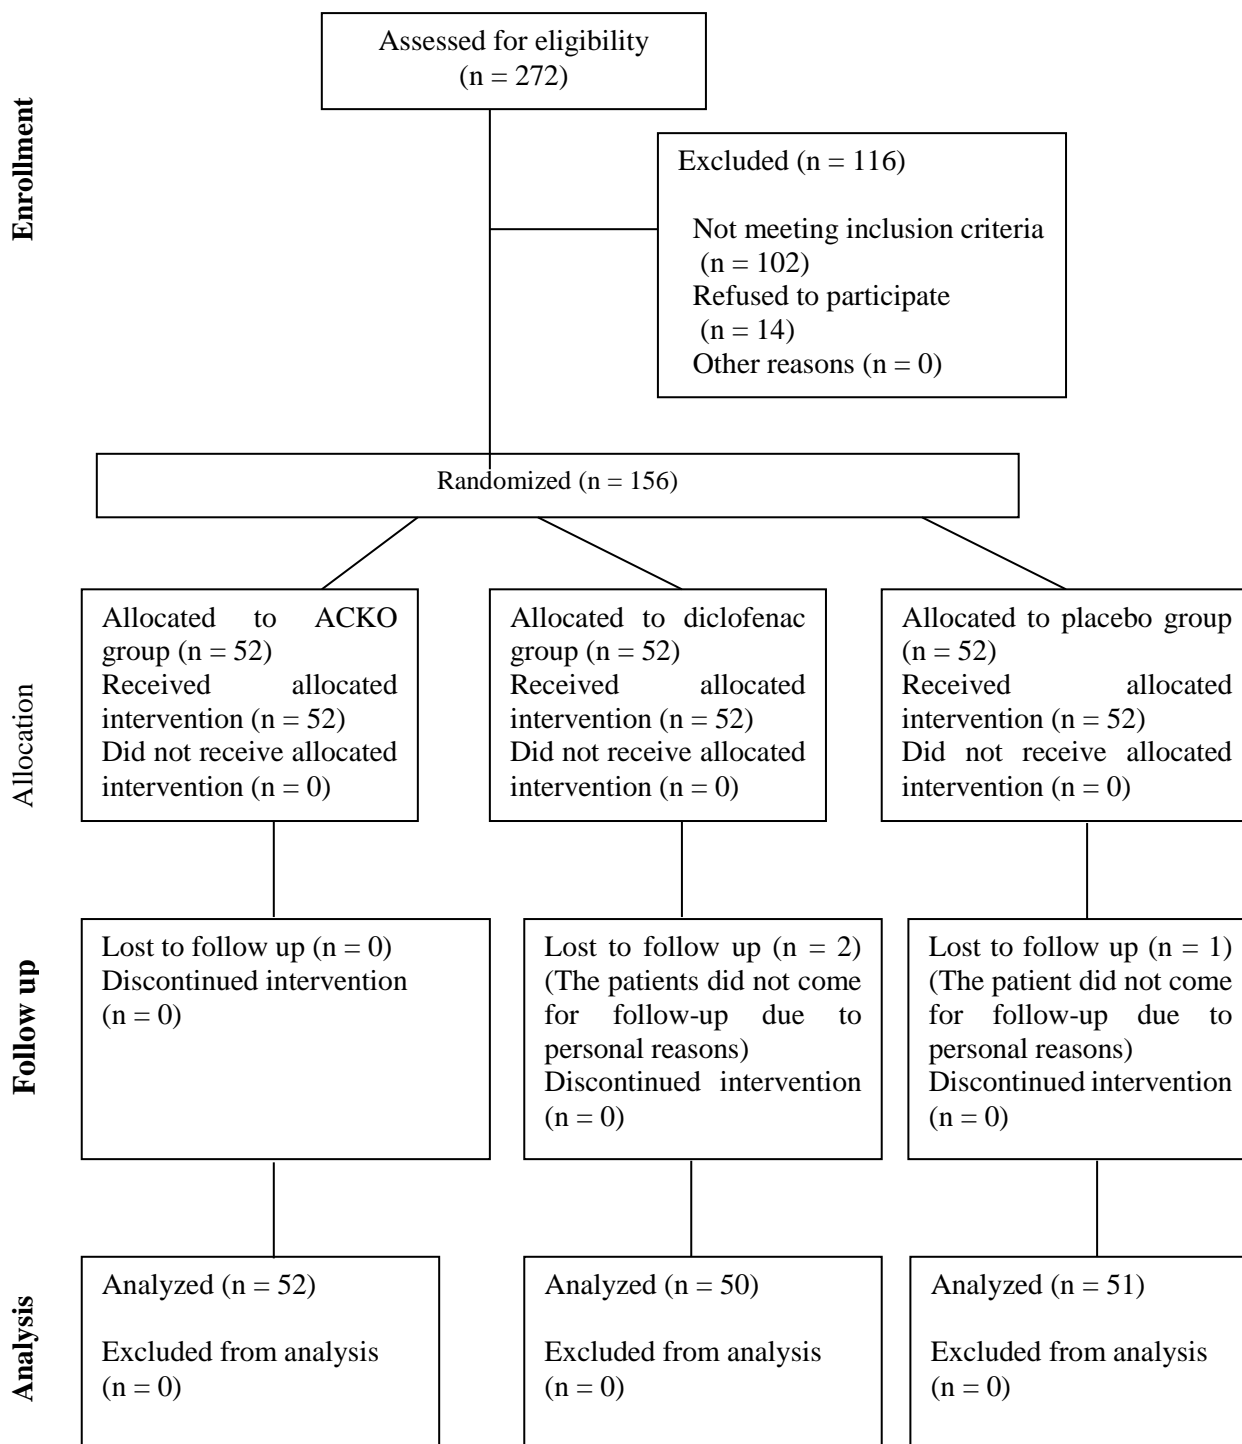 Enrollment
Assessed for eligibility
(n = 272)
Excluded (n = 116)
Not meeting inclusion criteria
(n = 102)
Refused to participate
(n = 14)
Other reasons (n = 0)
Randomized (n = 156)
Allocation
Allocated to ACKO
group (n = 52)
Received allocated
intervention (n = 52)
Did not receive allocated
intervention (n = 0)
Allocated to diclofenac
group (n = 52)
Received allocated
intervention (n = 52)
Did not receive allocated
intervention (n = 0)
Allocated to placebo group
(n = 52)
Received allocated
intervention (n = 52)
Did not receive allocated
intervention (n = 0)
Follow up
Lost to follow up (n = 0)
Discontinued intervention
(n = 0)
Lost to follow up (n = 2)
(The patients did not come
for follow-up due to
personal reasons)
Discontinued intervention
(n = 0)
Lost to follow up (n = 1)
(The patient did not come
for follow-up due to
personal reasons)
Discontinued intervention
(n = 0)
Analysis
Analyzed (n = 52)
Excluded from analysis
(n = 0)
Analyzed (n = 50)
Excluded from analysis
(n = 0)
Analyzed (n = 51)
Excluded from analysis
(n = 0)